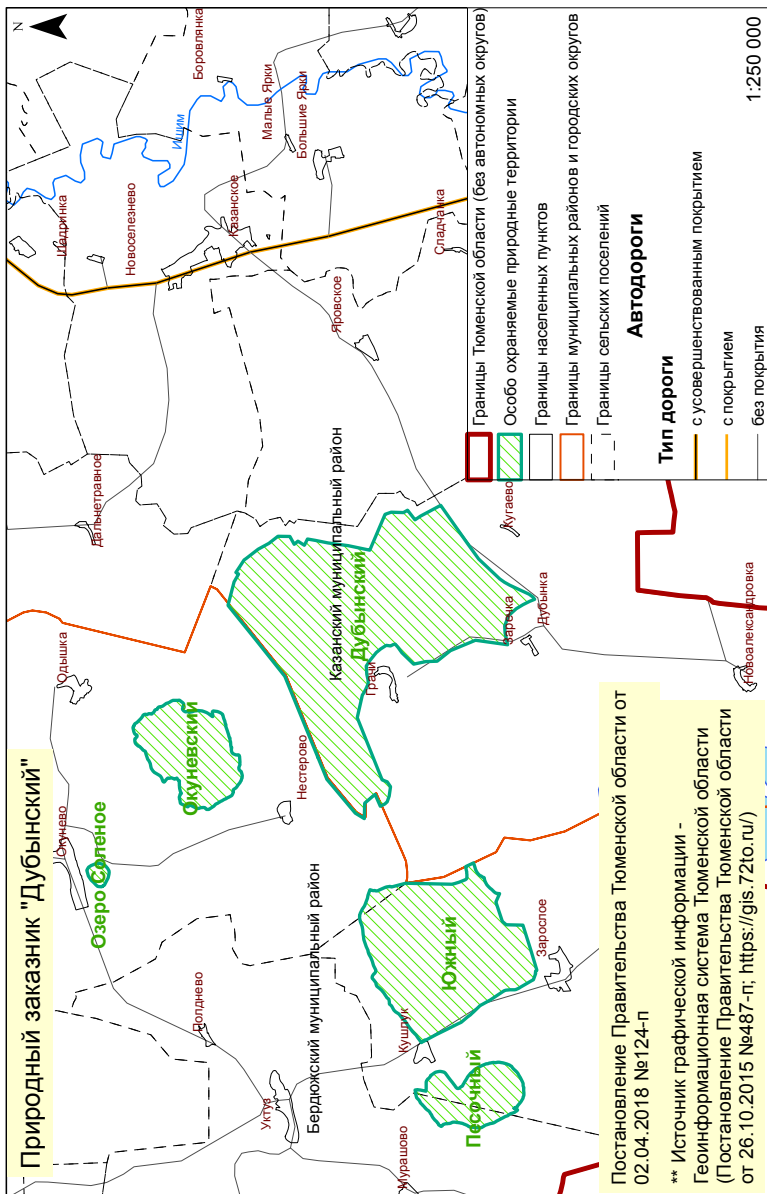 Природный заказник "Дубынский"
N
Боровлянка
Ишим
Малые Ярки
Большие Ярки
Шадринка
Новоселезнево
Казанское
Сладчанка
Яровское
Дальнетравное
Казанский муниципальный район
Дубынский
Кугаево
Заречка
Дубынка
Грачи
Новоалександровка
Одышка
Окуневский
Нестерово
Окунево
Озеро Соленое
Полднево
Бердюжский муниципальный район
Уктуз
Южный
Зарослое
Кушлук
Песочный
Мурашово
Границы Тюменской области (без автономных округов)
Особо охраняемые природные территории
Границы населенных пунктов
Границы муниципальных районов и городских округов
Границы сельских поселений
Автодороги
Тип дороги
с усовершенствованным покрытием
с покрытием
без покрытия
1:250 000
Постановление Правительства Тюменской области от
02.04.2018 №124-п
** Источник графической информации -
Геоинформационная система Тюменской области
(Постановление Правительства Тюменской области
от 26.10.2015 №487-п; https://gis.72to.ru/)